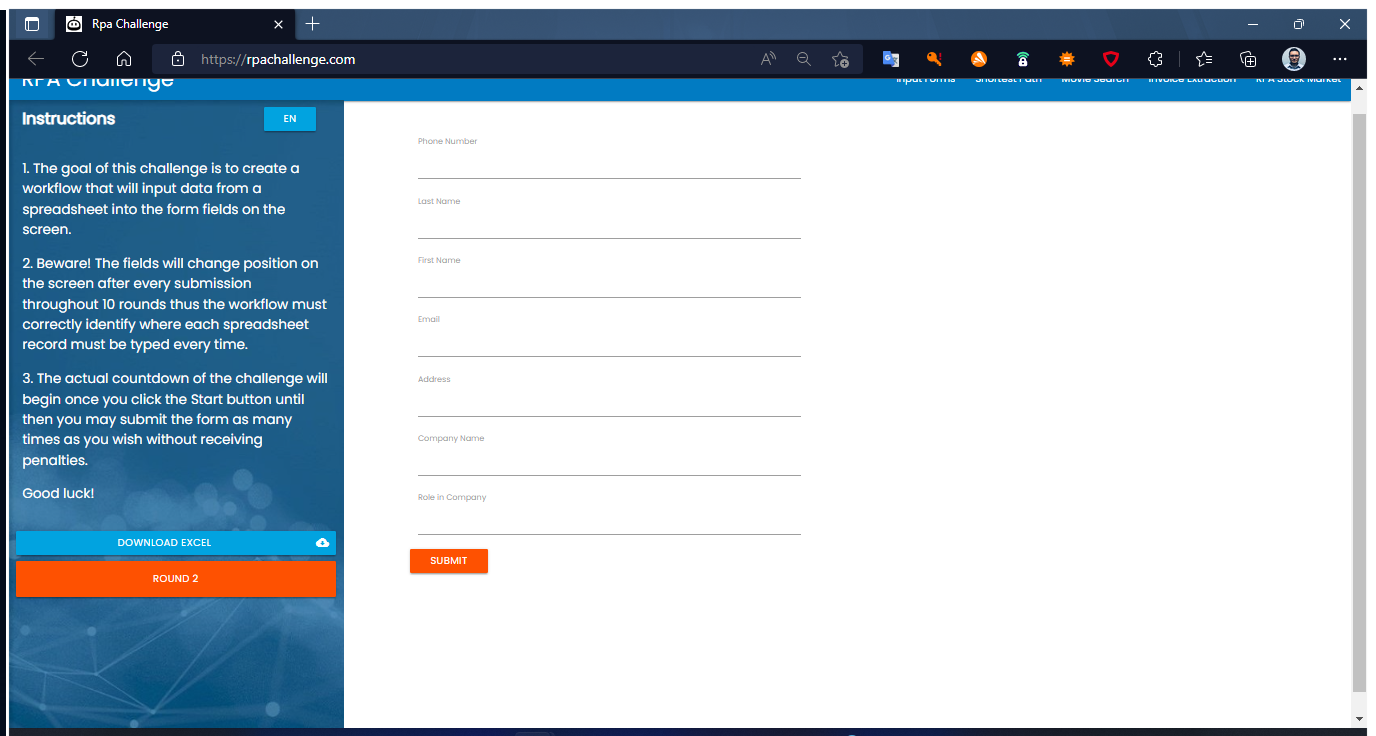 Rpa Challenge
https://rpachallenge.com
RPA Challenge
Input Forms Shortest Path Movie Search Invoice Extraction RPA Stock Market
Instructions
EN
1. The goal of this challenge is to create a
workflow that will input data from a
spreadsheet into the form fields on the
screen.
2. Beware! The fields will change position on
the screen after every submission
throughout 10 rounds thus the workflow must
correctly identify where each spreadsheet
record must be typed every time.
3. The actual countdown of the challenge will
begin once you click the Start button until
then you may submit the form as many
times as you wish without receiving
penalties.
Good luck!
DOWNLOAD EXCEL
ROUND 2
Phone Number
Last Name
First Name
Email
Address
Company Name
Role in Company
SUBMIT